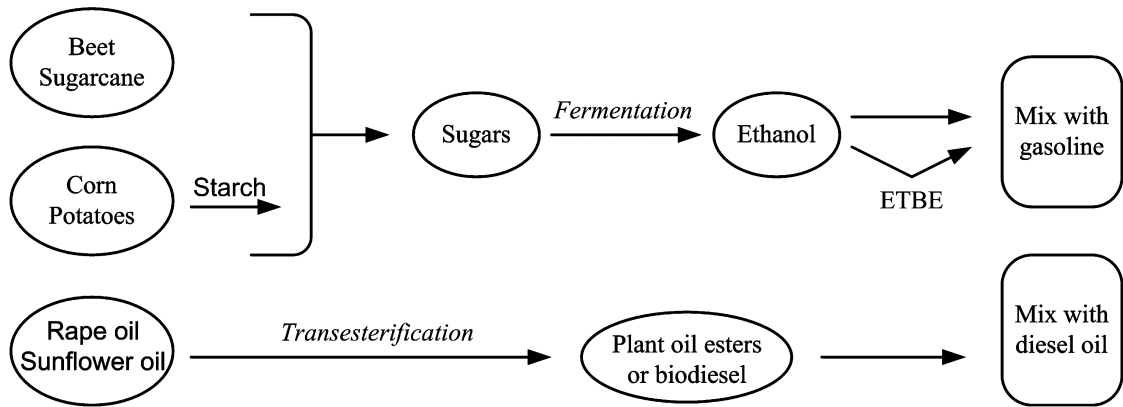 Beet
Sugarcane
Corn
Potatoes
Starch
Sugars
Fermentation
Ethanol
ETBE
Mix with
gasoline
Rape oil
Sunflower oil
Transesterification
Plant oil esters
or biodiesel
Mix with
diesel oil